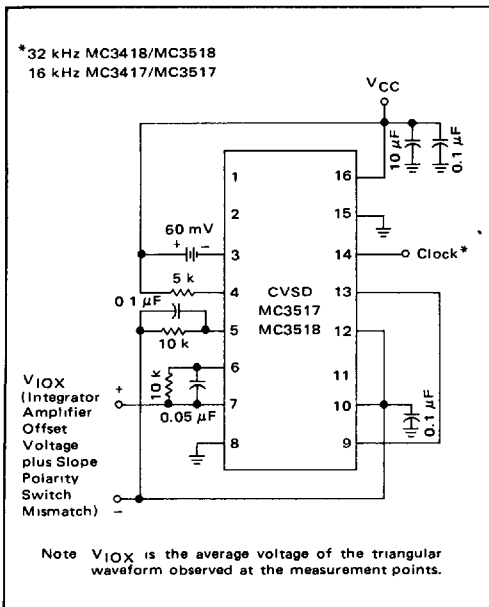 *32 kHz MC3418/MC3518
16 kHz MC3417/MC3517
VCC
10 µF
0.1 µF
1
16
2
15
60 mV
+ −
3
14
Clock*
5 k
4
CVSD
13
0 1 µF
MC3517
5
MC3518
12
10 k
6
11
10 k
7
10
0.05 µF
0.1 µF
8
9
VIOX
(Integrator
+
Amplifier
Offset
Voltage
plus Slope
Polarity
Switch
Mismatch)
−
Note VIOX is the average voltage of the triangular
waveform observed at the measurement points.